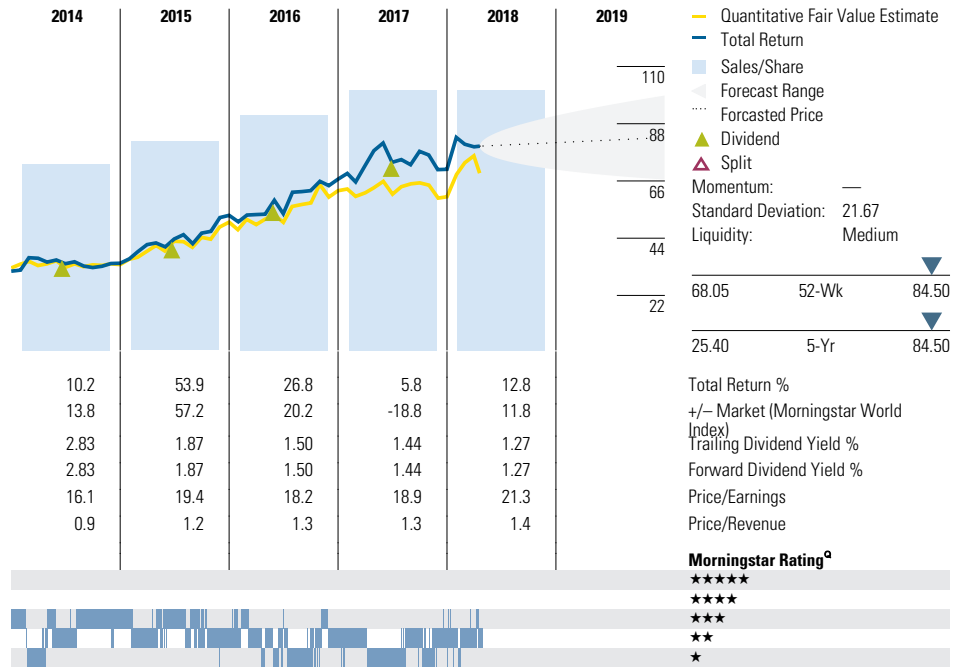 2014 2015 2016 2017 2018 2019
Quantitative Fair Value Estimate
Total Return
Sales/Share
Forecast Range
Forcasted Price
Dividend
Split
110
88
66
44
22
Momentum: —
Standard Deviation: 21.67
Liquidity: Medium
68.05 52-Wk 84.50
25.40 5-Yr 84.50
10.2 53.9 26.8 5.8 12.8 Total Return %
13.8 57.2 20.2 -18.8 11.8 +/– Market (Morningstar World
Index)
2.83 1.87 1.50 1.44 1.27 Trailing Dividend Yield %
2.83 1.87 1.50 1.44 1.27 Forward Dividend Yield %
16.1 19.4 18.2 18.9 21.3 Price/Earnings
0.9 1.2 1.3 1.3 1.4 Price/Revenue
Morningstar RatingQ
★★★★★
★★★★
★★★
★★
★